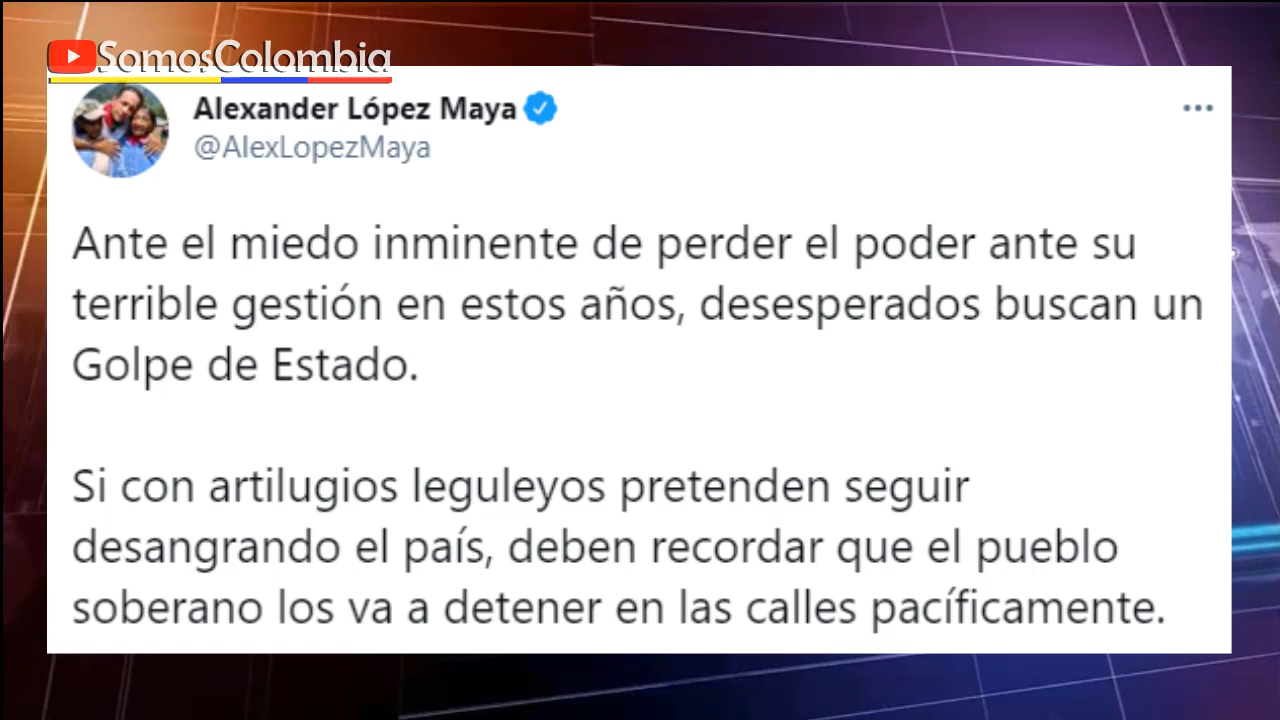 SomosColombia
Alexander López Maya
@AlexLopezMaya
Ante el miedo inminente de perder el poder ante su
terrible gestión en estos años, desesperados buscan un
Golpe de Estado.
Si con artilugios leguleyos pretenden seguir
desangrando el país, deben recordar que el pueblo
soberano los va a detener en las calles pacíficamente.